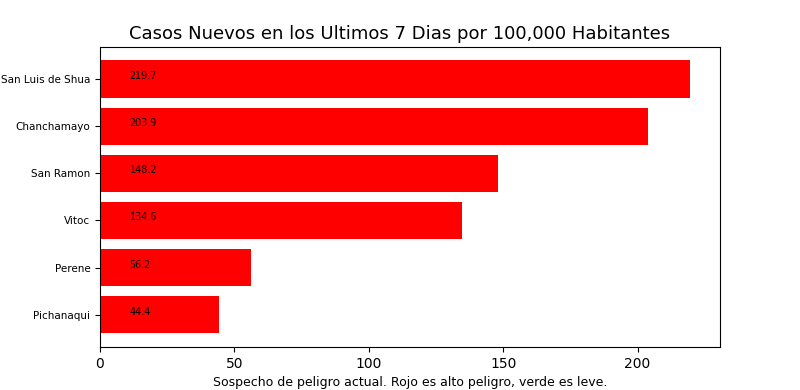 Casos Nuevos en los Ultimos 7 Dias por 100,000 Habitantes
San Luis de Shua 219.7
Chanchamayo 203.9
San Ramon 148.2
Vitoc 134.6
Perene 56.2
Pichanaqui 44.4
0 50 100 150 200
Sospecho de peligro actual. Rojo es alto peligro, verde es leve.